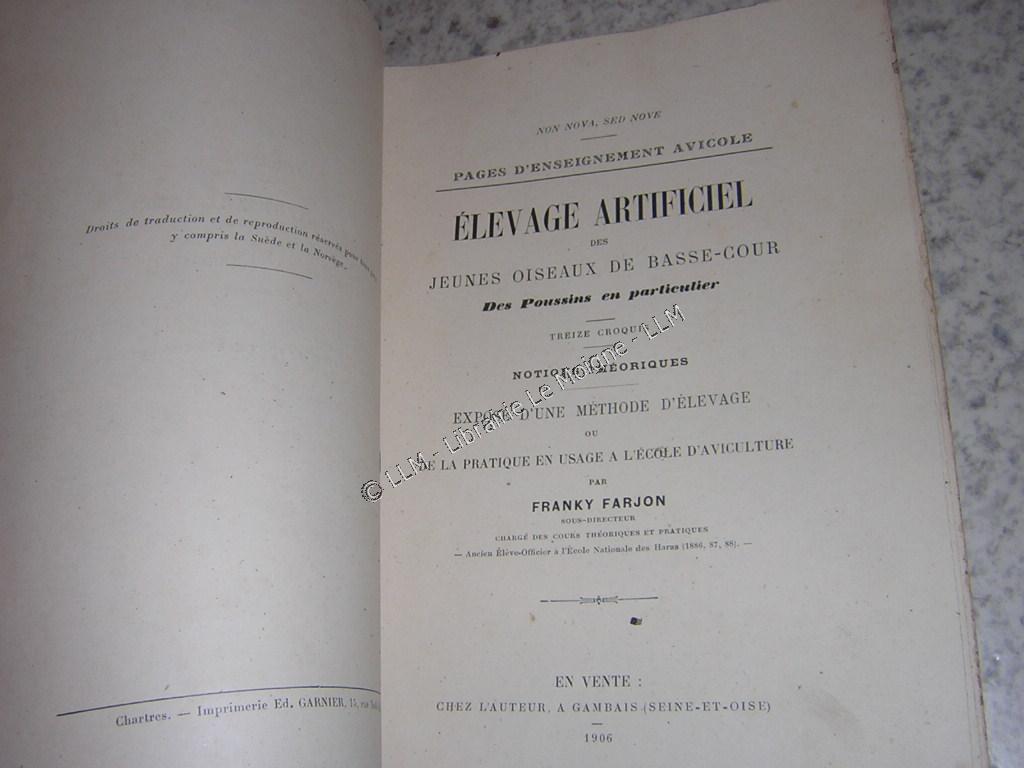 Droits de traduction et de reproduction réservés pour tous
y compris la Suède et la Norvège.
Chartres. — Imprimerie Ed. GARNIER, 15, rue
NON NOVA, SED NOVE
PAGES D'ENSEIGNEMENT AVICOLE
ÉLEVAGE ARTIFICIEL
DES
JEUNES OISEAUX DE BASSE-COUR
Des Poussins en particulier
TREIZE CROQUIS
NOTIONS THÉORIQUES
EXPOSÉ D'UNE MÉTHODE D'ÉLEVAGE
OU
DE LA PRATIQUE EN USAGE A L'ÉCOLE D'AVICULTURE
PAR
FRANKY FARJON
SOUS-DIRECTEUR
CHARGÉ DES COURS THÉORIQUES ET PRATIQUES
— Ancien Élève-Officier à l'École Nationale des Haras (1886, 87, 88). —
EN VENTE :
CHEZ L'AUTEUR, A GAMBAIS (SEINE-ET-OISE)
1906
© LLM - Librairie Le Moigne - LLM